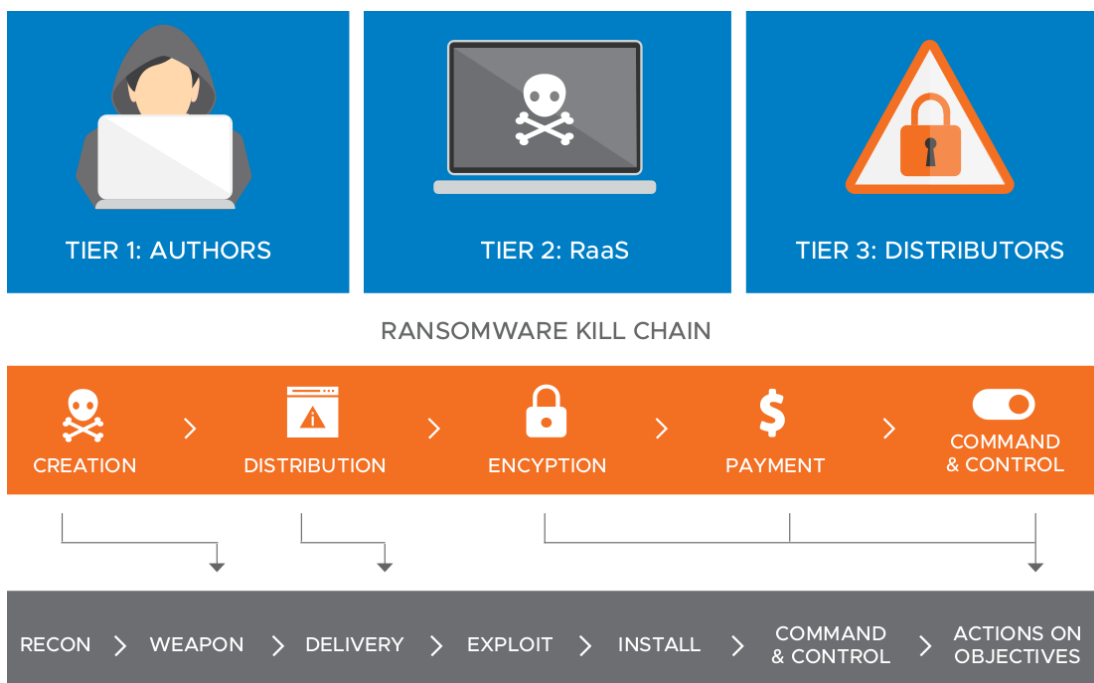 TIER 1: AUTHORS
TIER 2: RaaS
TIER 3: DISTRIBUTORS
RANSOMWARE KILL CHAIN
CREATION
DISTRIBUTION
ENCYPTION
PAYMENT
COMMAND
& CONTROL
RECON
WEAPON
DELIVERY
EXPLOIT
INSTALL
COMMAND
& CONTROL
ACTIONS ON
OBJECTIVES